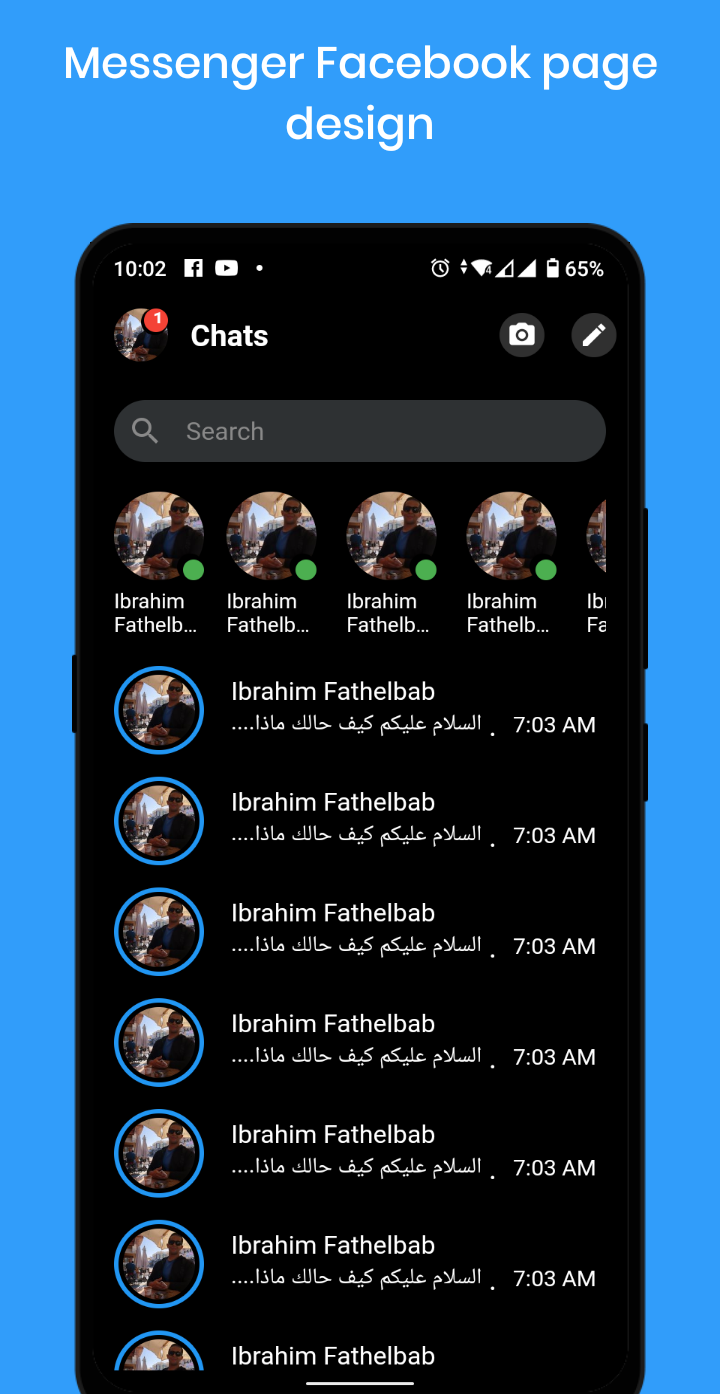 Messenger Facebook page
design
10:02
4
65%
1
Chats
Search
Ibrahim
Fathelb...
Ibrahim
Fathelb...
Ibrahim
Fathelb...
Ibrahim
Fathelb...
Ib
Fa
Ibrahim Fathelbab
السلام عليكم كيف حالك ماذا.... . 7:03 AM
Ibrahim Fathelbab
السلام عليكم كيف حالك ماذا.... . 7:03 AM
Ibrahim Fathelbab
السلام عليكم كيف حالك ماذا.... . 7:03 AM
Ibrahim Fathelbab
السلام عليكم كيف حالك ماذا.... . 7:03 AM
Ibrahim Fathelbab
السلام عليكم كيف حالك ماذا.... . 7:03 AM
Ibrahim Fathelbab
السلام عليكم كيف حالك ماذا.... . 7:03 AM
Ibrahim Fathelbab